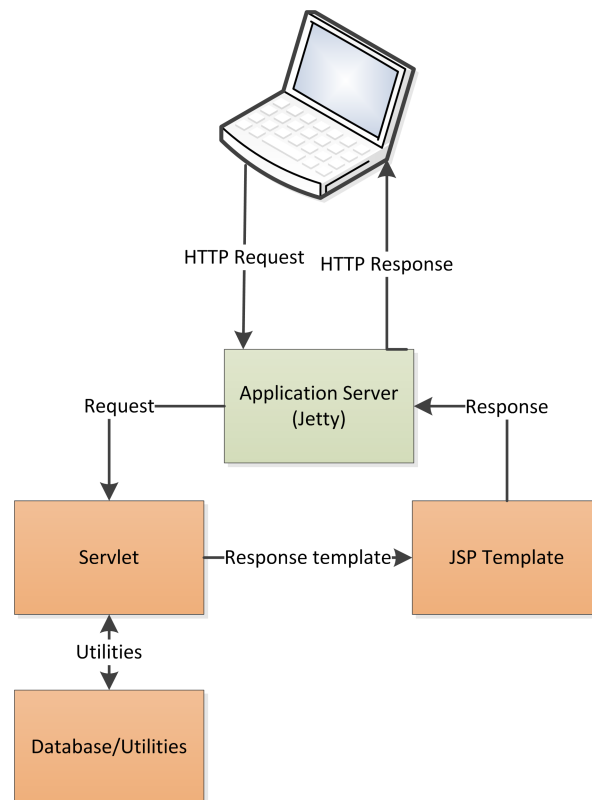 HTTP Request
HTTP Response
Application Server
(Jetty)
Request
Response
Servlet
Response template
JSP Template
Utilities
Database/Utilities